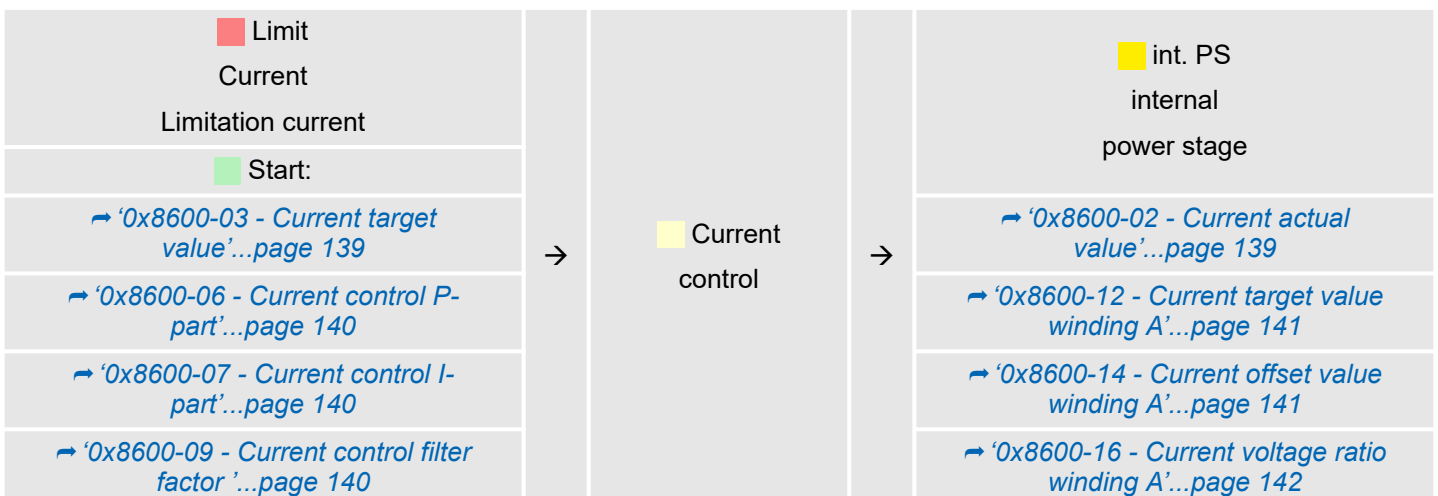 Limit
Current
Limitation current
Start:
➦ ‘0x8600-03 - Current target
value’...page 139
➦ ‘0x8600-06 - Current control P-
part’...page 140
➦ ‘0x8600-07 - Current control I-
part’...page 140
➦ ‘0x8600-09 - Current control filter
factor ’...page 140
→
Current
control
→
int. PS
internal
power stage
➦ ‘0x8600-02 - Current actual
value’...page 139
➦ ‘0x8600-12 - Current target value
winding A’...page 141
➦ ‘0x8600-14 - Current offset value
winding A’...page 141
➦ ‘0x8600-16 - Current voltage ratio
winding A’...page 142